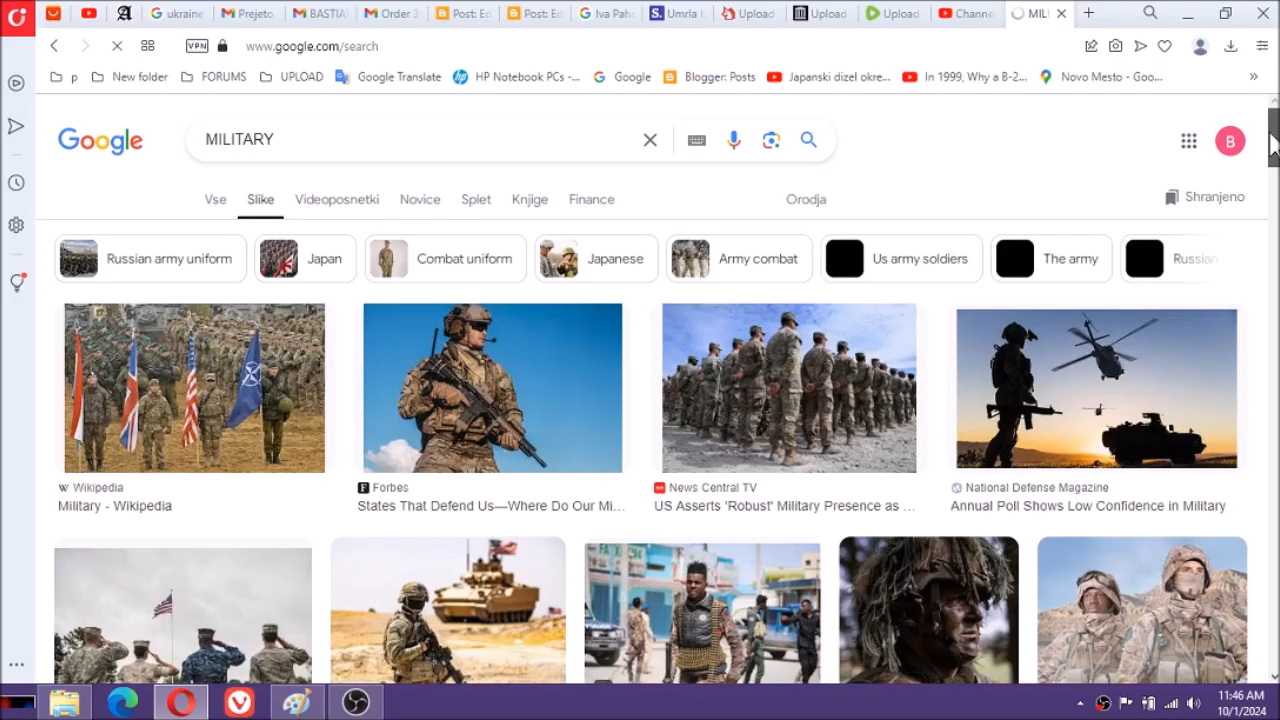 ukraine
Prejeto
BASTIA
Order 3
Post: Ed
Post: Ed
Iva Pah
Umrla
Upload
Upload
Upload
Channe
MILI
VPN
www.google.com/search
p
New folder
FORUMS
UPLOAD
Google Translate
HP Notebook PCs -...
Google
Blogger: Posts
Japanski dizel okre...
In 1999, Why a B-2...
Novo Mesto - Goo...
Google
MILITARY
B
Vse
Slike
Videoposnetki
Novice
Splet
Knjige
Finance
Orodja
Shranjeno
Russian army uniform
Japan
Combat uniform
Japanese
Army combat
Us army soldiers
The army
Russian
Wikipedia
Military - Wikipedia
Forbes
States That Defend Us—Where Do Our Mi...
News Central TV
US Asserts 'Robust' Military Presence as ...
National Defense Magazine
Annual Poll Shows Low Confidence in Military
11:46 AM
10/1/2024